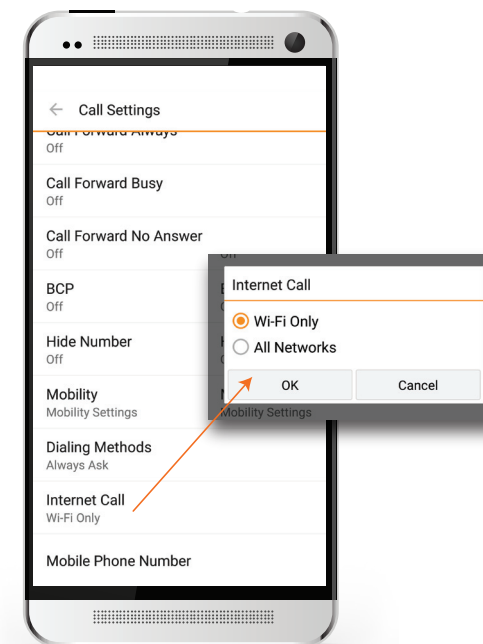 Call Settings
Call Forward Always
Off
Call Forward Busy
Off
Call Forward No Answer
Off
BCP
Off
Hide Number
Off
Mobility
Mobility Settings
Dialing Methods
Always Ask
Internet Call
Wi-Fi Only
Mobile Phone Number
Internet Call
Wi-Fi Only
All Networks
OK
Cancel
Mobility Settings